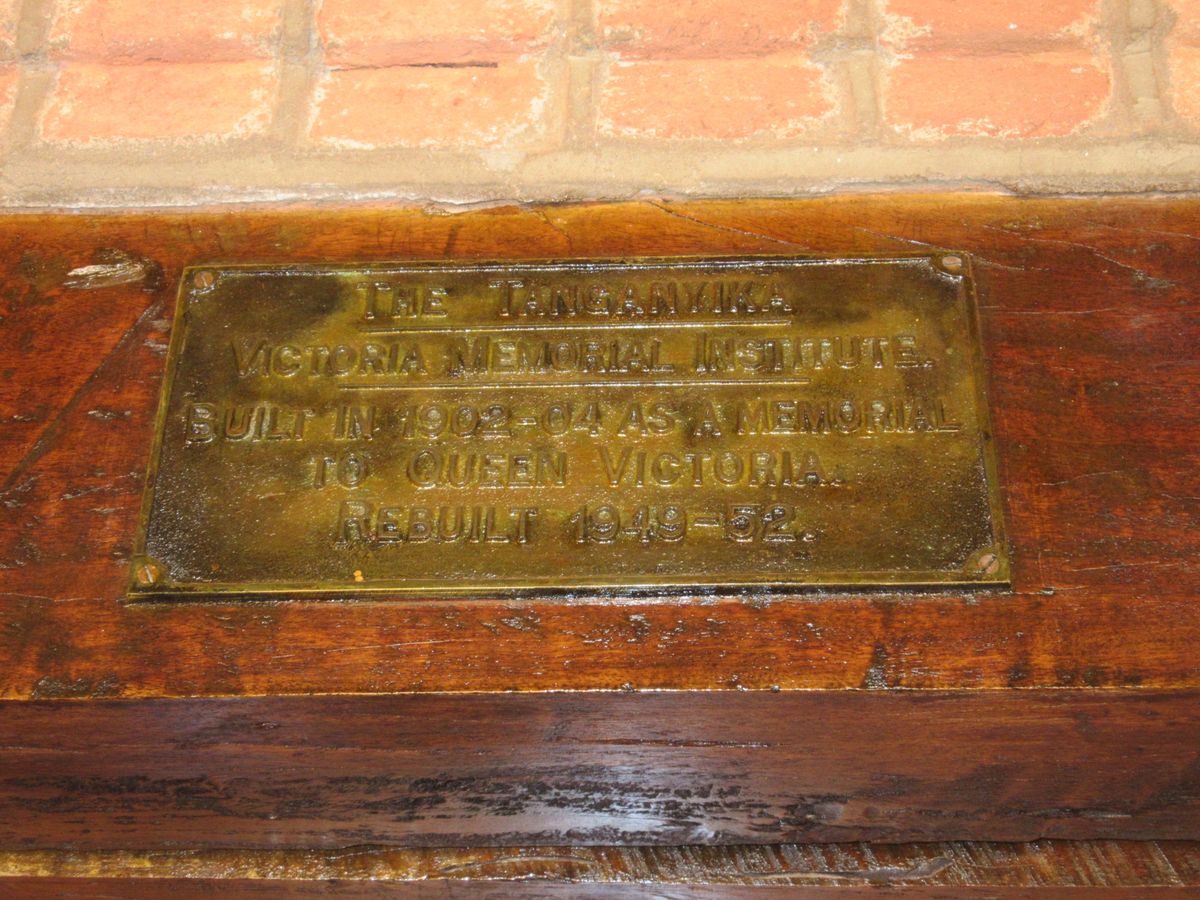 THE TANGANYIKA
VICTORIA MEMORIAL INSTITUTE.
BUILT IN 1902-04 AS A MEMORIAL
TO QUEEN VICTORIA.
REBUILT 1949-52.